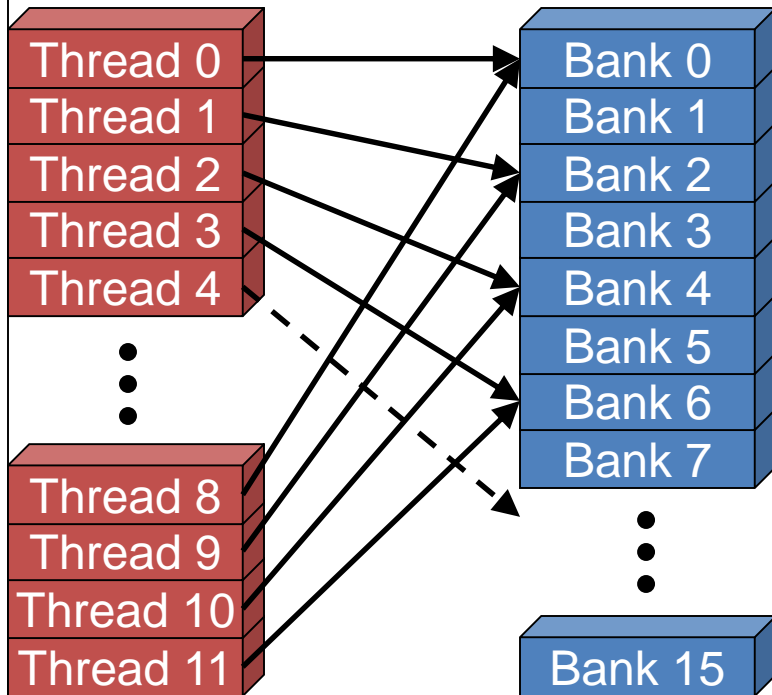 Thread 0
Thread 1
Thread 2
Thread 3
Thread 4
Thread 8
Thread 9
Thread 10
Thread 11
Bank 0
Bank 1
Bank 2
Bank 3
Bank 4
Bank 5
Bank 6
Bank 7
Bank 15